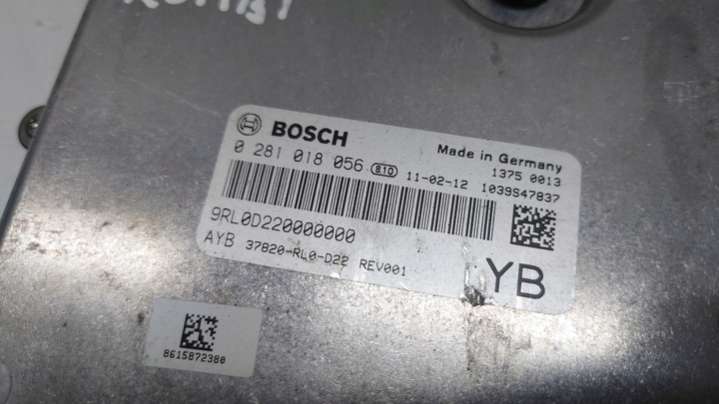 BOSCH
Made in Germany
0 281 018 056 810 11-02-12
1375 0013
1039S47837
9RL0D220000000
AYB 37820-RL0-D22 REV001
YB
8615872380